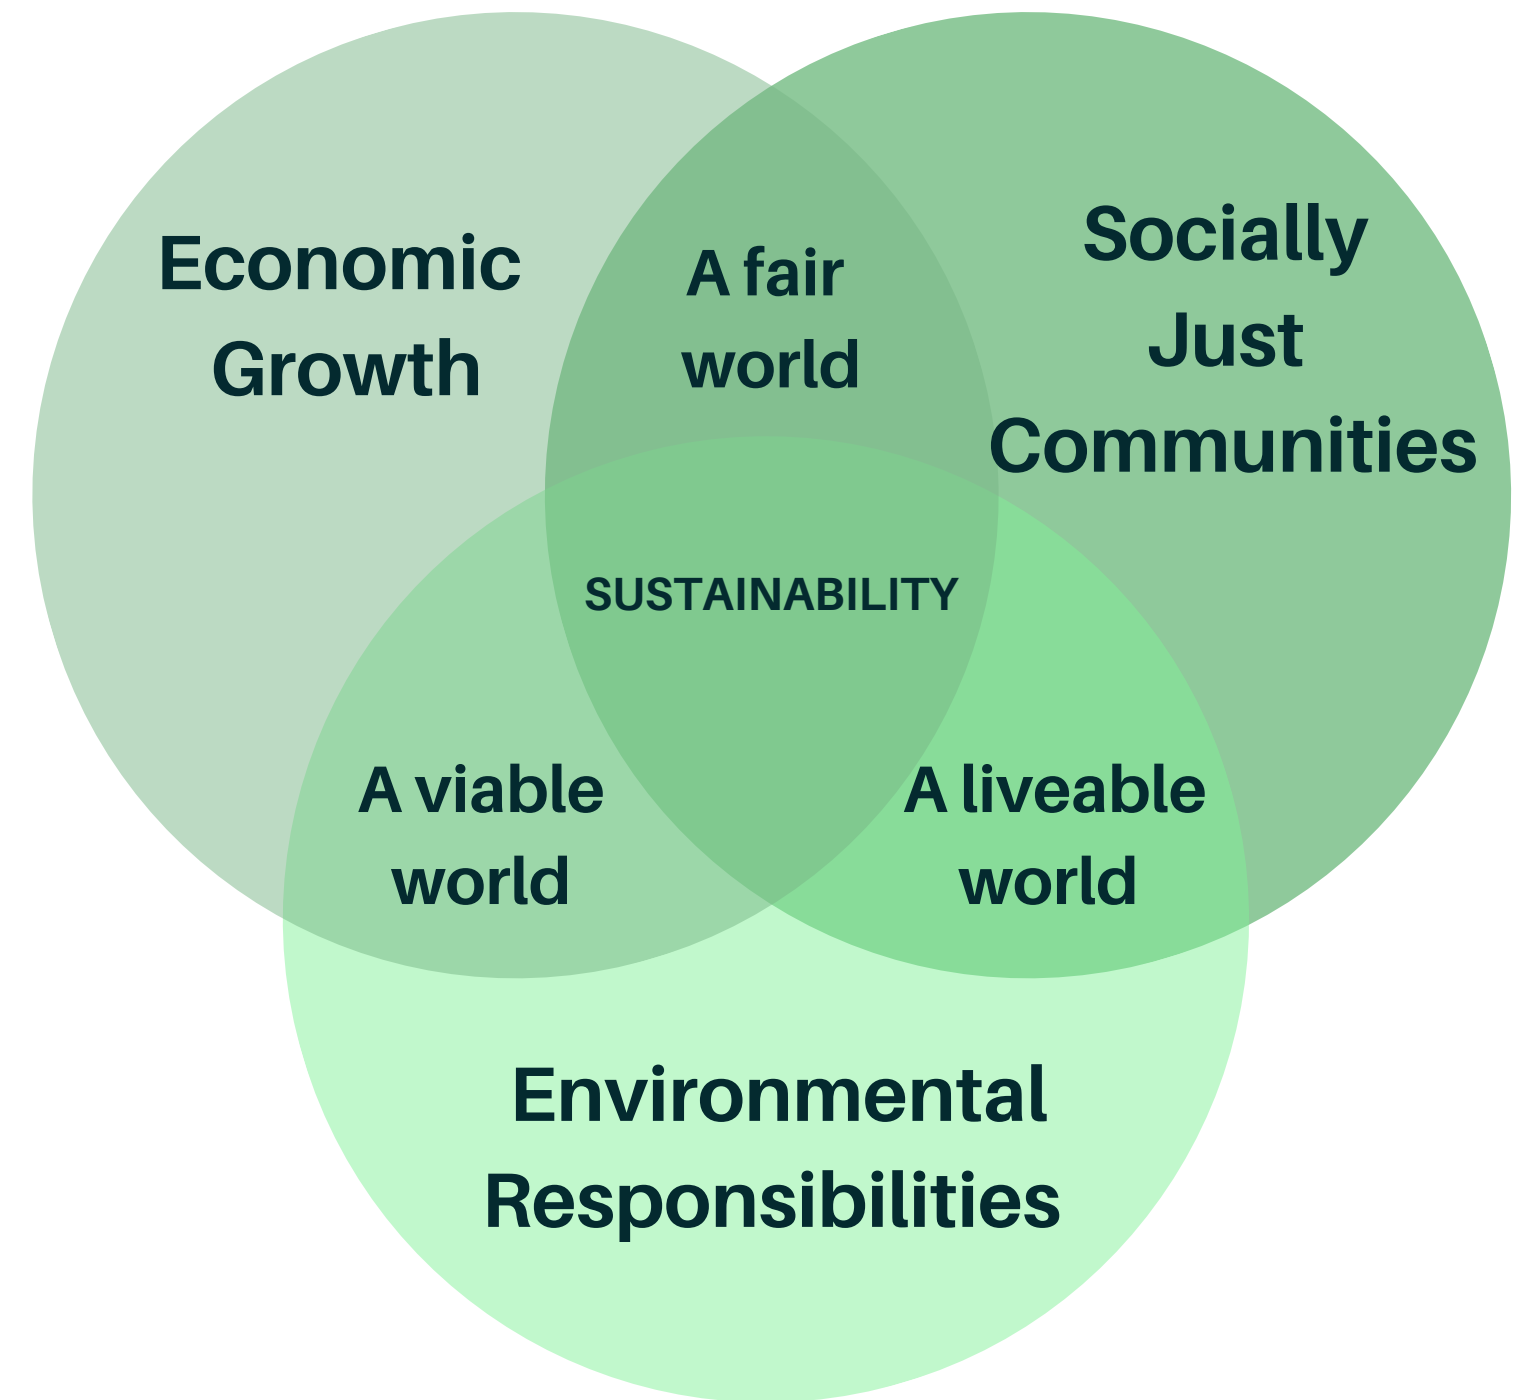 Economic
Growth
A fair
world
Socially
Just
Communities
SUSTAINABILITY
A viable
world
A liveable
world
Environmental
Responsibilities